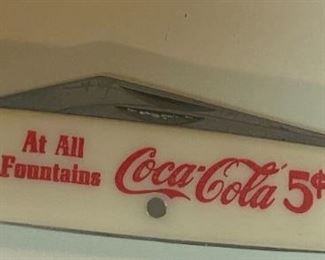 At All
Fountains
Coca-Cola 5¢